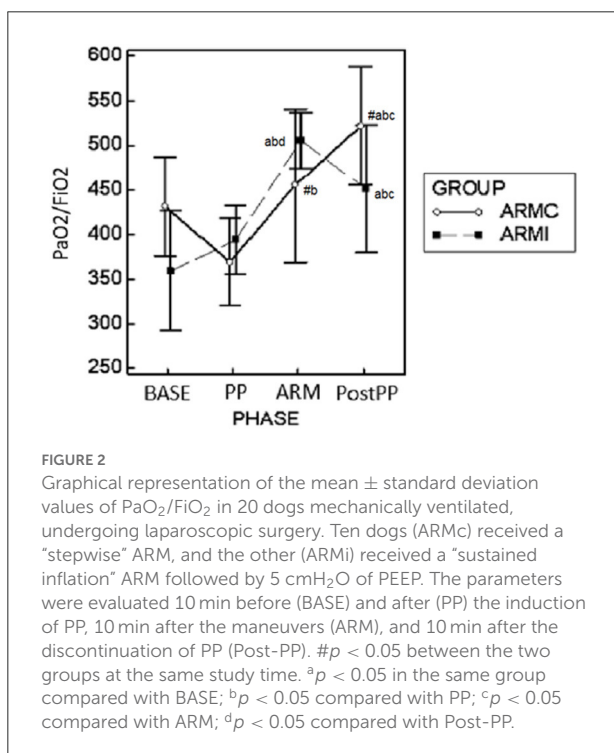 600
550
500
450
400
350
300
250
PaO2/FiO2
abd
#b
#abc
abc
BASE PP ARM PostPP
PHASE
GROUP
ARMC
ARMI
FIGURE 2
Graphical representation of the mean ± standard deviation
values of PaO₂/FiO₂ in 20 dogs mechanically ventilated,
undergoing laparoscopic surgery. Ten dogs (ARMc) received a
“stepwise” ARM, and the other (ARMi) received a “sustained
inflation” ARM followed by 5 cmH₂O of PEEP. The parameters
were evaluated 10 min before (BASE) and after (PP) the induction
of PP, 10 min after the maneuvers (ARM), and 10 min after the
discontinuation of PP (Post-PP). #p < 0.05 between the two
groups at the same study time. ᵃp < 0.05 in the same group
compared with BASE; ᵇp < 0.05 compared with PP; ᶜp < 0.05
compared with ARM; ᵈp < 0.05 compared with Post-PP.